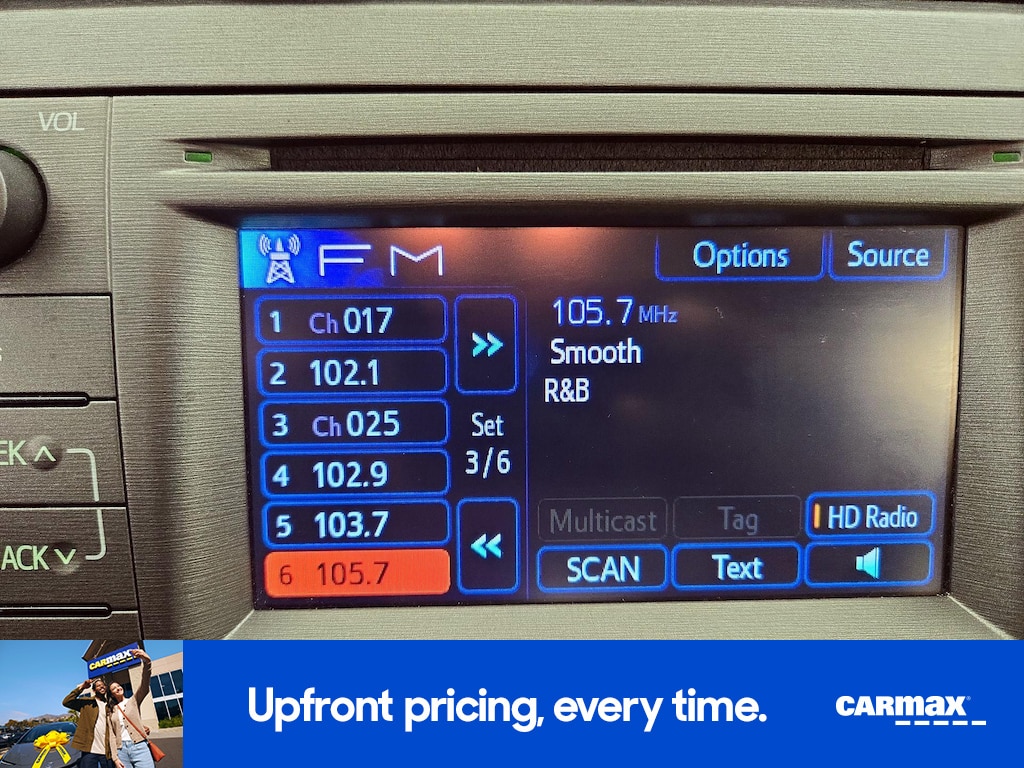 VOL
FM
Options
Source
1 Ch 017
2 102.1
3 Ch 025
4 102.9
5 103.7
6 105.7
Set
3/6
105.7 MHz
Smooth
R&B
Multicast
Tag
HD Radio
SCAN
Text
EK
ACK
CARMAX
Upfront pricing, every time.
CARMAX